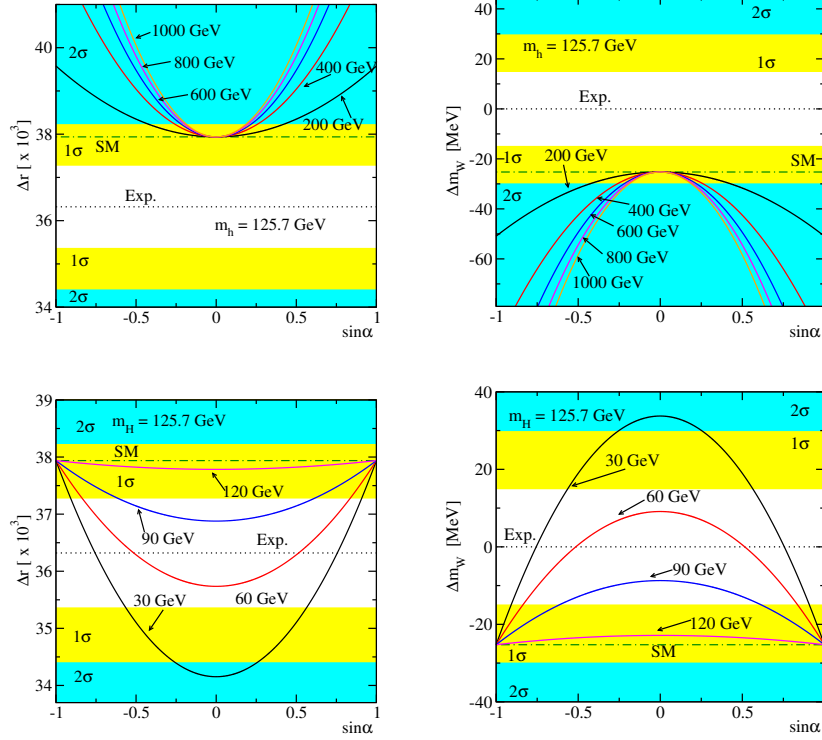 40
38
36
34
Δr [ x 10³]
2σ
1000 GeV
800 GeV
600 GeV
400 GeV
200 GeV
1σ
SM
Exp.
m_h = 125.7 GeV
1σ
2σ
-1
-0.5
0
0.5
1
sinα
40
20
0
-20
-40
-60
Δm_W [MeV]
2σ
m_h = 125.7 GeV
1σ
Exp.
1σ
200 GeV
SM
2σ
400 GeV
600 GeV
800 GeV
1000 GeV
-1
-0.5
0
0.5
1
sinα
39
38
37
36
35
34
Δr [ x 10³]
2σ
m_H = 125.7 GeV
SM
1σ
120 GeV
90 GeV
Exp.
30 GeV
60 GeV
1σ
2σ
-1
-0.5
0
0.5
1
sinα
40
20
0
-20
-40
Δm_W [MeV]
m_H = 125.7 GeV
2σ
1σ
30 GeV
60 GeV
Exp.
90 GeV
120 GeV
1σ
SM
2σ
-1
-0.5
0
0.5
1
sinα